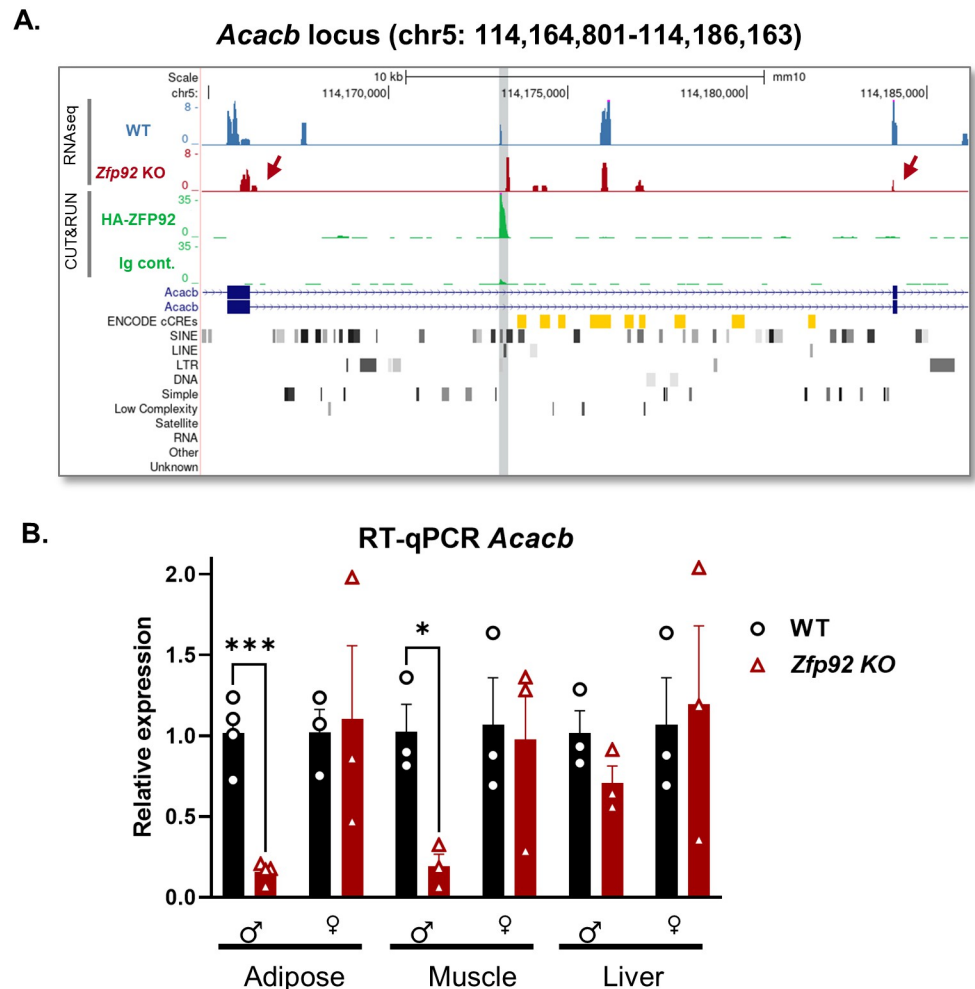 A.
Acacb locus (chr5: 114,164,801-114,186,163)
Scale 10 kb mm10
chr5: 114,170,000 114,175,000 114,180,000 114,185,000
RNAseq
WT 8 - 0 _
Zfp92 KO 8 - 0 _
CUT&RUN
HA-ZFP92 35 - 0 _
Ig cont. 35 - 0 _
Acacb
Acacb
ENCODE cCREs
SINE
LINE
LTR
DNA
Simple
Low Complexity
Satellite
RNA
Other
Unknown
B.
RT-qPCR Acacb
Relative expression
2.0
1.5
1.0
0.5
0.0
*** *
WT
Zfp92 KO
♂ ♀ ♂ ♀ ♂ ♀
Adipose Muscle Liver